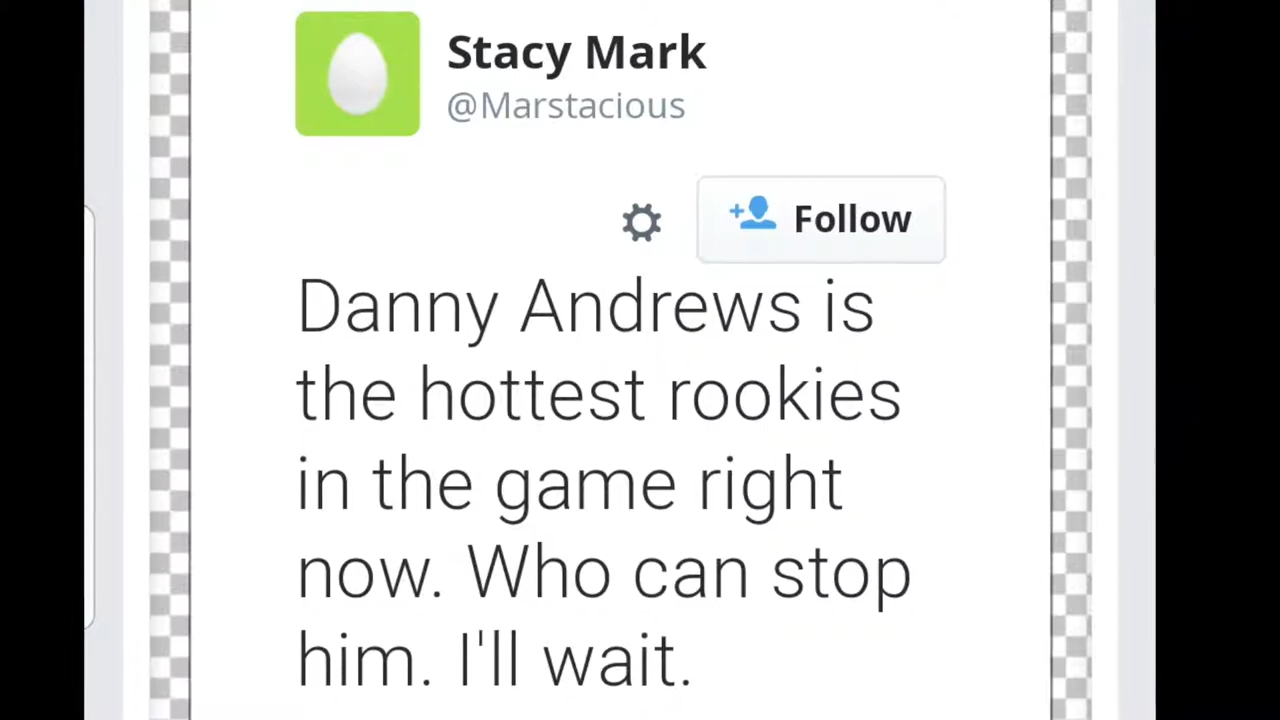 Stacy Mark
@Marstacious
Follow
Danny Andrews is
the hottest rookies
in the game right
now. Who can stop
him. I'll wait.